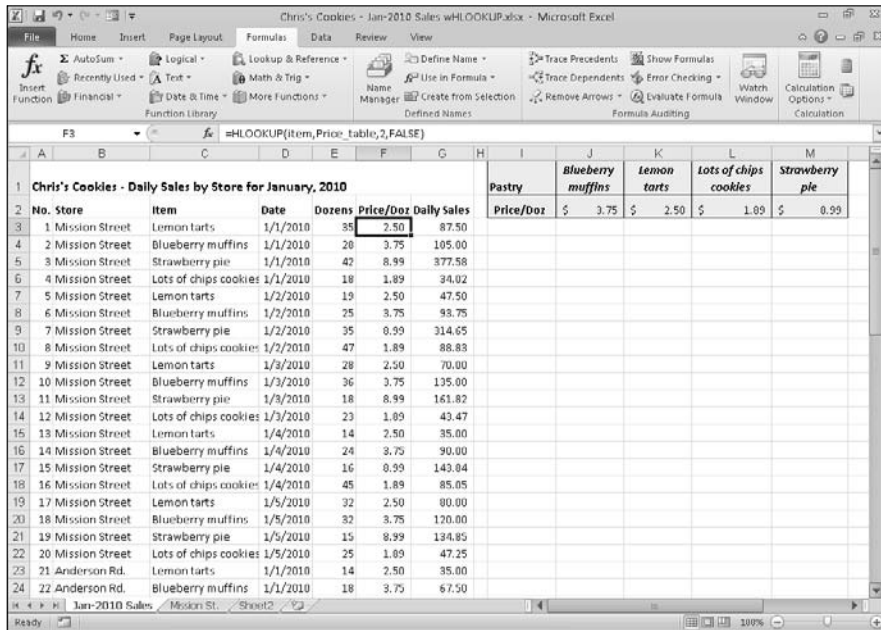 Chris's Cookies - Jan-2010 Sales wHLOOKUP.xlsx - Microsoft Excel
File Home Insert Page Layout Formulas Data Review View
Σ AutoSum Logical Lookup & Reference Define Name Trace Precedents Show Formulas
Recently Used Text Math & Trig Use in Formula Trace Dependents Error Checking
Financial Date & Time More Functions Create from Selection Remove Arrows Evaluate Formula
Insert Function Name Manager Watch Window Calculation Options
Function Library Defined Names Formula Auditing Calculation
F3 fx =HLOOKUP(item,Price_table,2,FALSE)
A B C D E F G H I J K L M
1 Chris's Cookies - Daily Sales by Store for January, 2010 Pastry Blueberry muffins Lemon tarts Lots of chips cookies Strawberry pie
2 No. Store Item Date Dozens Price/Doz Daily Sales Price/Doz $ 3.75 $ 2.50 $ 1.89 $ 8.99
3 1 Mission Street Lemon tarts 1/1/2010 35 2.50 87.50
4 2 Mission Street Blueberry muffins 1/1/2010 28 3.75 105.00
5 3 Mission Street Strawberry pie 1/1/2010 42 8.99 377.58
6 4 Mission Street Lots of chips cookies 1/1/2010 18 1.89 34.02
7 5 Mission Street Lemon tarts 1/2/2010 19 2.50 47.50
8 6 Mission Street Blueberry muffins 1/2/2010 25 3.75 93.75
9 7 Mission Street Strawberry pie 1/2/2010 35 8.99 314.65
10 8 Mission Street Lots of chips cookies 1/2/2010 47 1.89 88.83
11 9 Mission Street Lemon tarts 1/3/2010 28 2.50 70.00
12 10 Mission Street Blueberry muffins 1/3/2010 36 3.75 135.00
13 11 Mission Street Strawberry pie 1/3/2010 18 8.99 161.82
14 12 Mission Street Lots of chips cookies 1/3/2010 23 1.89 43.47
15 13 Mission Street Lemon tarts 1/4/2010 14 2.50 35.00
16 14 Mission Street Blueberry muffins 1/4/2010 24 3.75 90.00
17 15 Mission Street Strawberry pie 1/4/2010 16 8.99 143.84
18 16 Mission Street Lots of chips cookies 1/4/2010 45 1.89 85.05
19 17 Mission Street Lemon tarts 1/5/2010 32 2.50 80.00
20 18 Mission Street Blueberry muffins 1/5/2010 32 3.75 120.00
21 19 Mission Street Strawberry pie 1/5/2010 15 8.99 134.85
22 20 Mission Street Lots of chips cookies 1/5/2010 25 1.89 47.25
23 21 Anderson Rd. Lemon tarts 1/1/2010 14 2.50 35.00
24 22 Anderson Rd. Blueberry muffins 1/1/2010 18 3.75 67.50
Jan-2010 Sales Mission St. Sheet2
Ready 100%